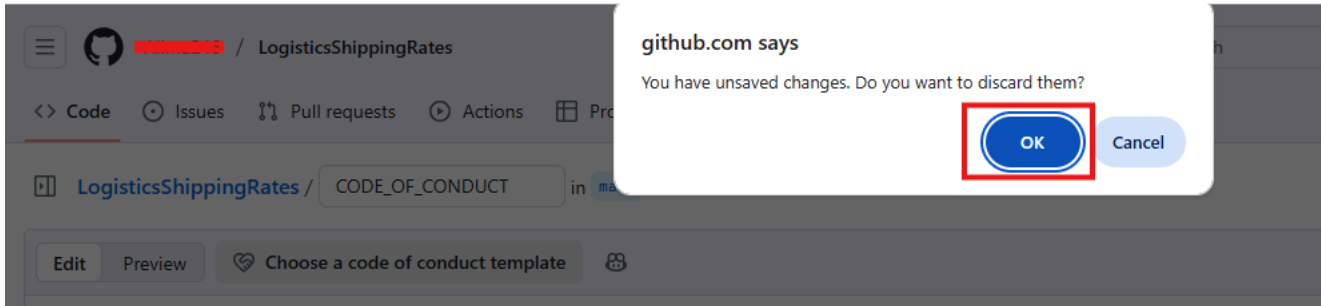 / LogisticsShippingRates
github.com says
You have unsaved changes. Do you want to discard them?
OK
Cancel
<> Code
Issues
Pull requests
Actions
LogisticsShippingRates /
CODE_OF_CONDUCT
in
Edit
Preview
Choose a code of conduct template